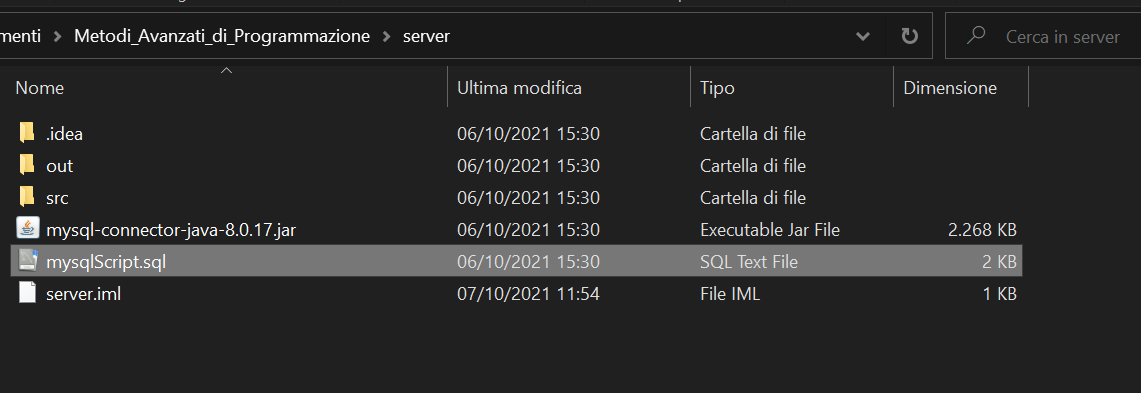 menti > Metodi_Avanzati_di_Programmazione > server Cerca in server
Nome Ultima modifica Tipo Dimensione
.idea 06/10/2021 15:30 Cartella di file
out 06/10/2021 15:30 Cartella di file
src 06/10/2021 15:30 Cartella di file
mysql-connector-java-8.0.17.jar 06/10/2021 15:30 Executable Jar File 2.268 KB
mysqlScript.sql 06/10/2021 15:30 SQL Text File 2 KB
server.iml 07/10/2021 11:54 File IML 1 KB